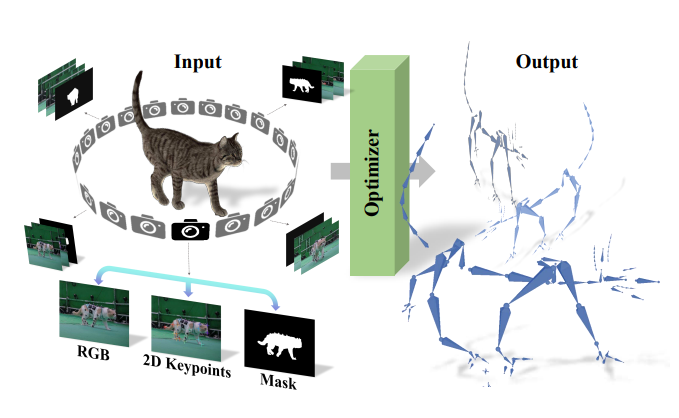 Input
Output
Optimizer
RGB
2D Keypoints
Mask